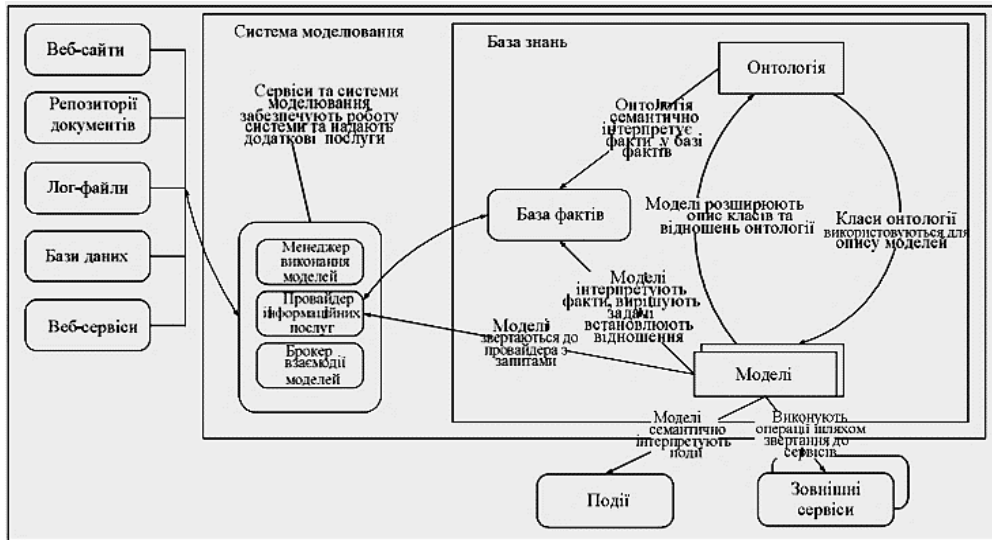 Веб-сайти
Репозиторії
документів
Лог-файли
Бази даних
Веб-сервіси
Система моделювання
Сервіси та системи
моделювання
забезпечують роботу
системи та надають
додаткові послуги
Менеджер
виконання
моделей
Провайдер
інформаційних
послуг
Брокер
взаємодії
моделей
База знань
Онтологія
Онтологія
семантично
інтерпретує
факти у базі
фактів
База фактів
Моделі розширюють
опис класів та
відношень онтології
Класи онтології
використовуються для
опису моделей
Моделі
інтерпретують
факти, вирішують
задачі
встановлюють
відношення
Моделі
звертаються до
провайдера з
запитами
Моделі
Моделі
семантично
інтерпретують
події
Виконують
операції шляхом
звертання до
сервісів
Події
Зовнішні
сервіси